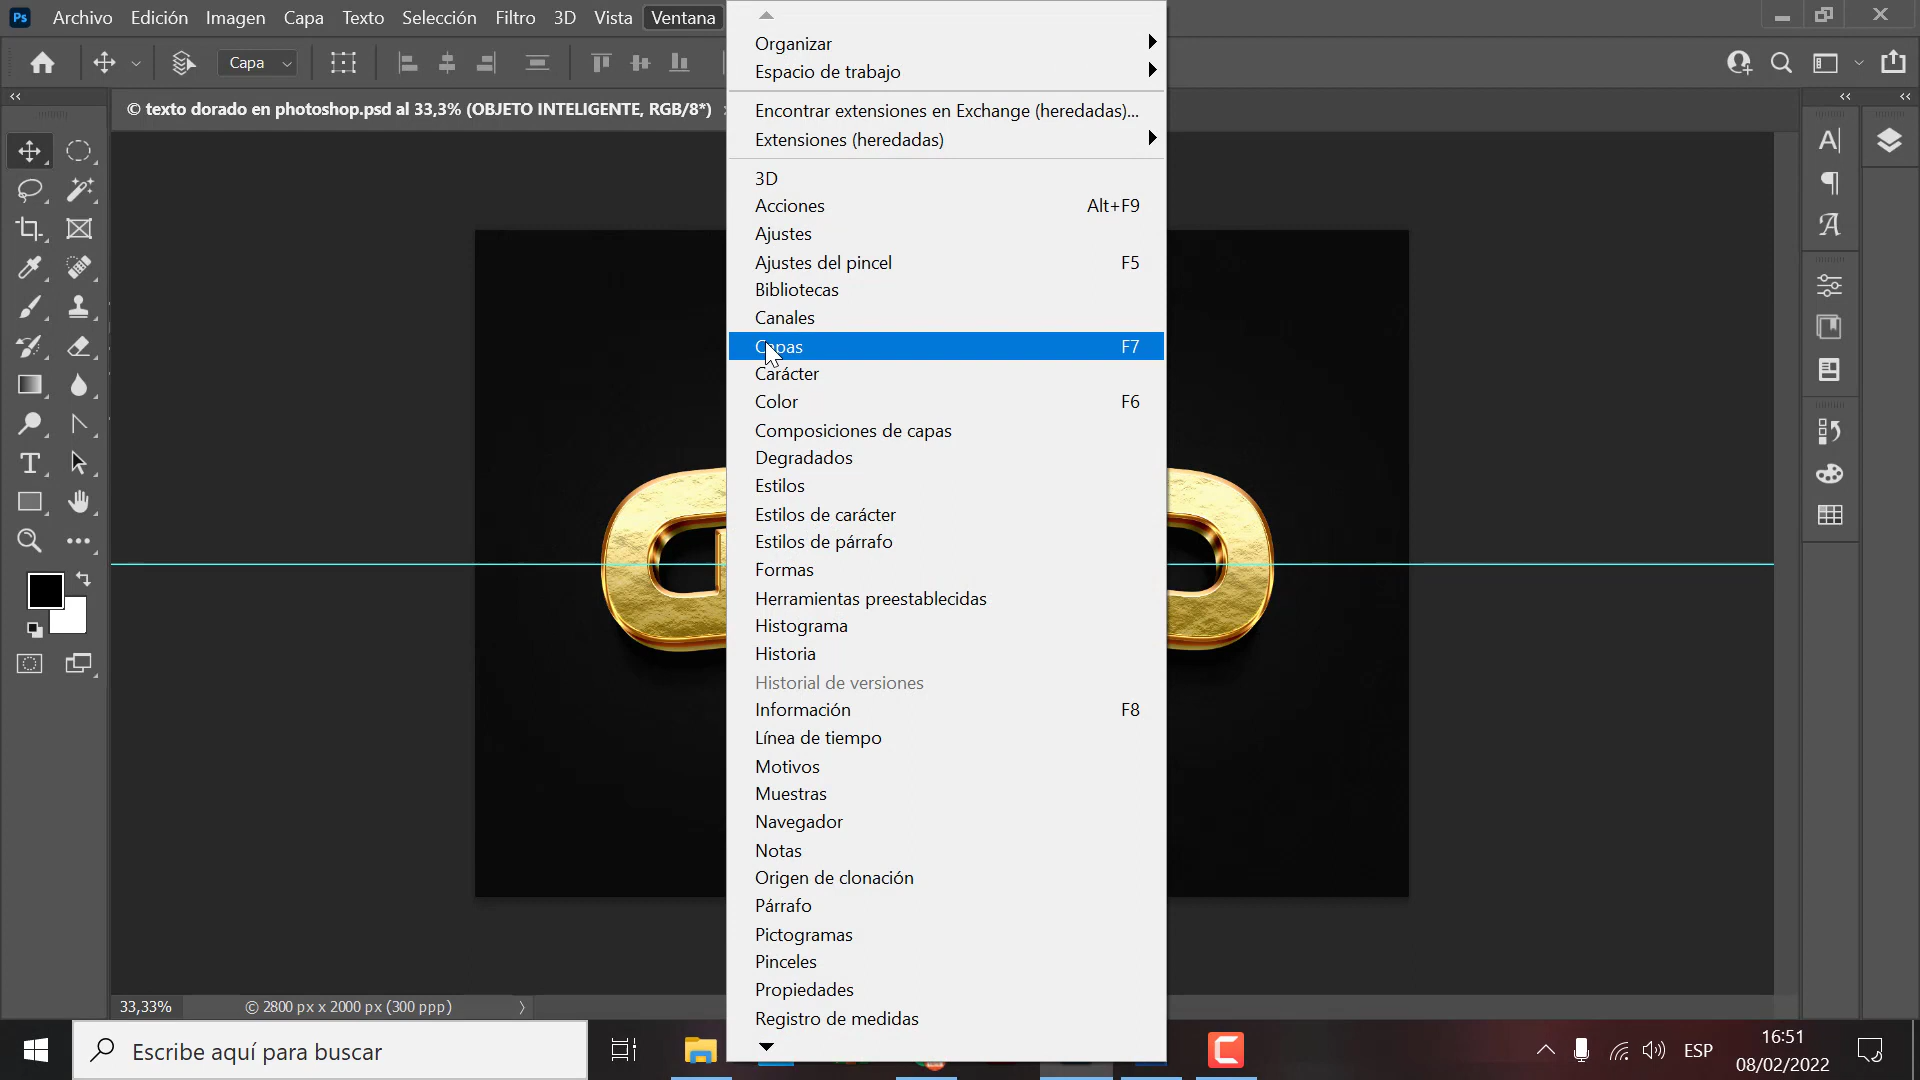 Ps Archivo Edición Imagen Capa Texto Selección Filtro 3D Vista Ventana
Capa
© texto dorado en photoshop.psd al 33,3% (OBJETO INTELIGENTE, RGB/8*)
Organizar
Espacio de trabajo
Encontrar extensiones en Exchange (heredadas)...
Extensiones (heredadas)
3D
Acciones Alt+F9
Ajustes
Ajustes del pincel F5
Bibliotecas
Canales
Capas F7
Carácter
Color F6
Composiciones de capas
Degradados
Estilos
Estilos de carácter
Estilos de párrafo
Formas
Herramientas preestablecidas
Histograma
Historia
Historial de versiones
Información F8
Línea de tiempo
Motivos
Muestras
Navegador
Notas
Origen de clonación
Párrafo
Pictogramas
Pinceles
Propiedades
Registro de medidas
33,33% © 2800 px x 2000 px (300 ppp)
Escribe aquí para buscar
ESP
16:51
08/02/2022